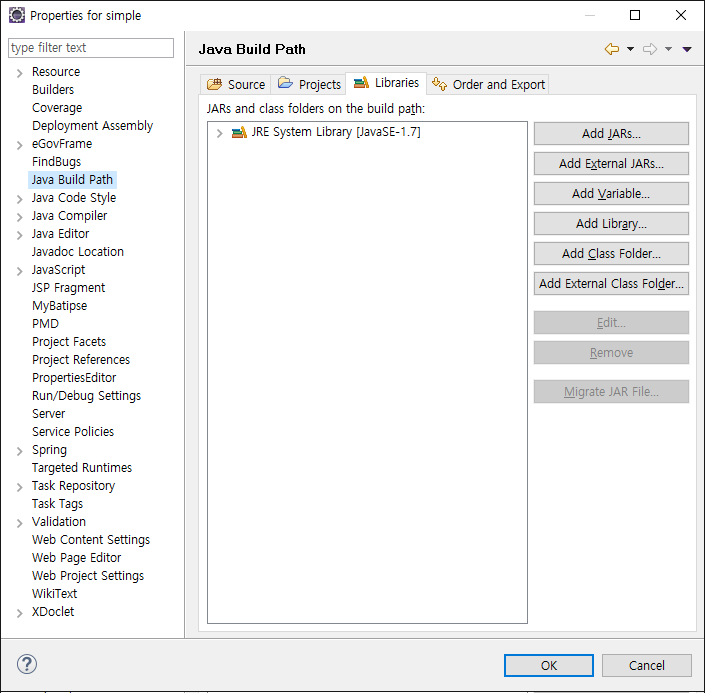 Properties for simple
type filter text
Resource
Builders
Coverage
Deployment Assembly
eGovFrame
FindBugs
Java Build Path
Java Code Style
Java Compiler
Java Editor
Javadoc Location
JavaScript
JSP Fragment
MyBatipse
PMD
Project Facets
Project References
PropertiesEditor
Run/Debug Settings
Server
Service Policies
Spring
Targeted Runtimes
Task Repository
Task Tags
Validation
Web Content Settings
Web Page Editor
Web Project Settings
WikiText
XDoclet
Java Build Path
Source Projects Libraries Order and Export
JARs and class folders on the build path:
JRE System Library [JavaSE-1.7]
Add JARs...
Add External JARs...
Add Variable...
Add Library...
Add Class Folder...
Add External Class Folder...
Edit...
Remove
Migrate JAR File...
?
OK Cancel